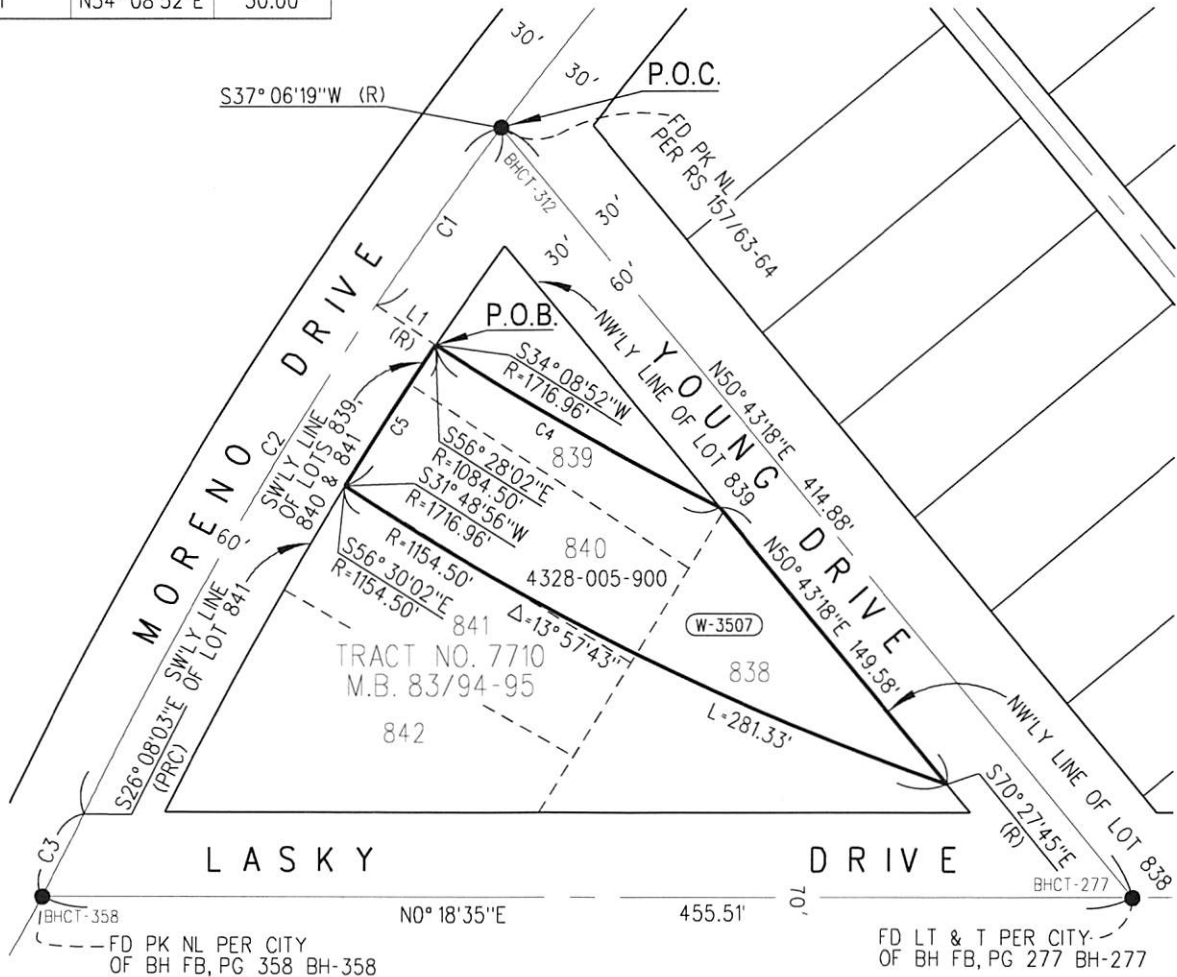 N34°08'52"E 30.00'
30'
30'
P.O.C.
S37°06'19"W (R)
FD PK NL
PER RS 157/63-64
BHCT-312
C1
30'
30'
60'
L1
(R)
P.O.B.
NW'LY LINE OF LOT 839
YOUNG DRIVE
N50°43'18"E 414.88'
S34°08'52"W
R=1716.96'
C4
839
MORENO DRIVE
C2
60'
SW'LY LINE
OF LOTS 839,
840 & 841
C5
S56°28'02"E
R=1084.50'
S31°48'56"W
R=1716.96'
S56°30'02"E
R=1154.50'
R=1154.50'
840
4328-005-900
N50°43'18"E 149.58'
W-3507
841
Δ=13°57'43"
TRACT NO. 7710
M.B. 83/94-95
838
SW'LY LINE
OF LOT 841
L=281.33'
842
NW'LY LINE OF LOT 838
S26°08'03"E
(PRC)
S70°27'45"E
(R)
C3
LASKY DRIVE
BHCT-277
BHCT-358
N0°18'35"E 455.51'
70'
FD PK NL PER CITY
OF BH FB, PG 358 BH-358
FD LT & T PER CITY
OF BH FB, PG 277 BH-277